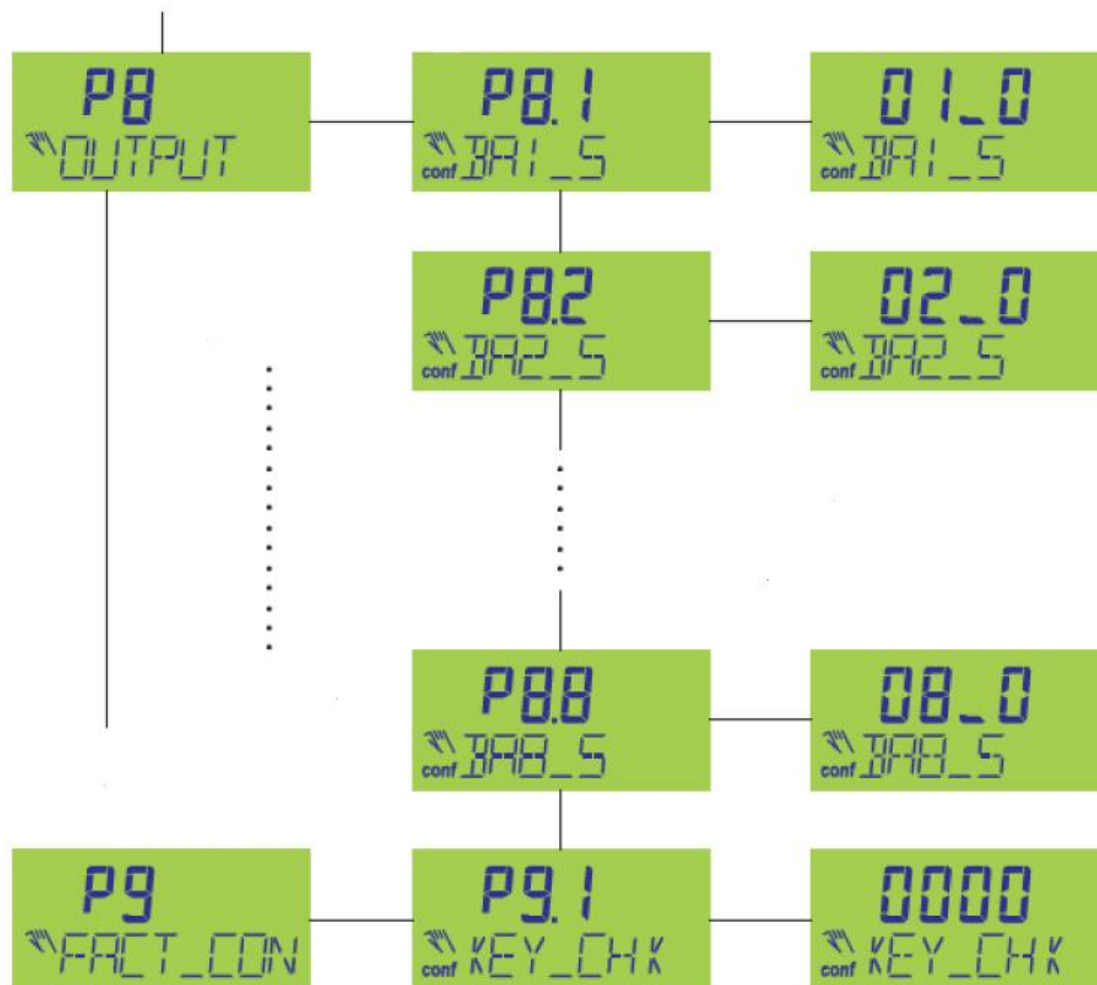 P8
OUTPUT
P8.1
conf BA1_S
01_0
conf BA1_S
P8.2
conf BA2_S
02_0
conf BA2_S
P8.8
conf BA8_S
08_0
conf BA8_S
P9
FACT_CON
P9.1
conf KEY_CHK
0000
conf KEY_CHK